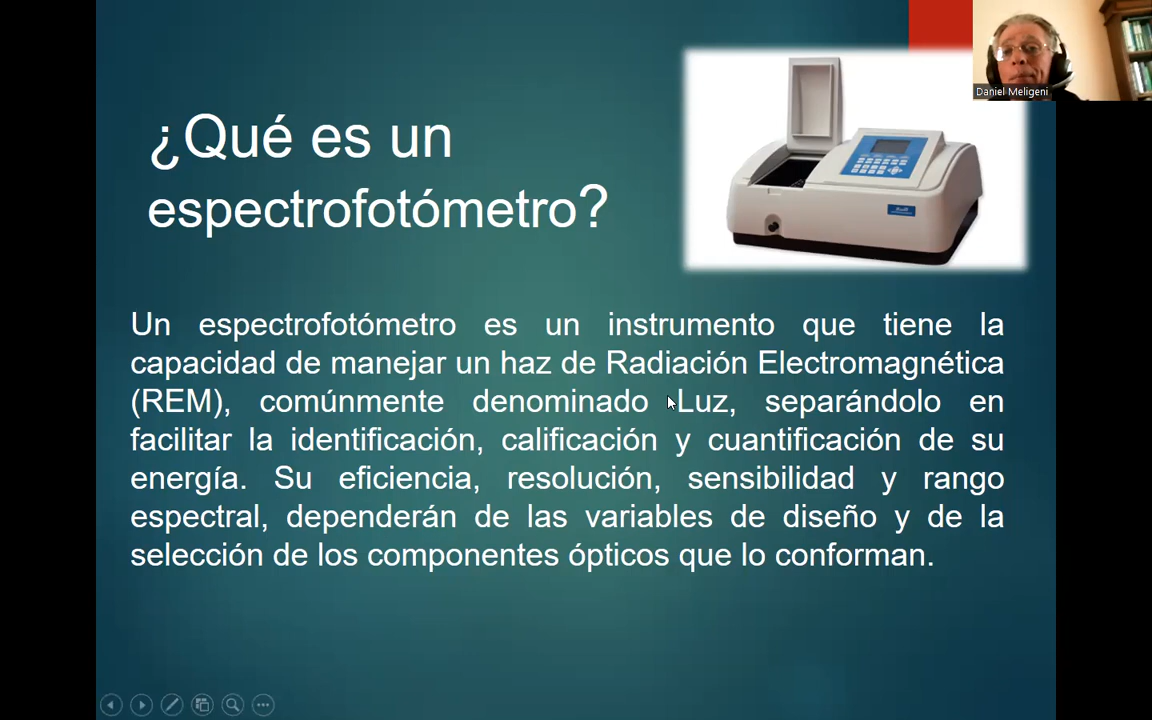 Daniel Meligeni
¿Qué es un
espectrofotómetro?
Un espectrofotómetro es un instrumento que tiene la
capacidad de manejar un haz de Radiación Electromagnética
(REM), comúnmente denominado Luz, separándolo en
facilitar la identificación, calificación y cuantificación de su
energía. Su eficiencia, resolución, sensibilidad y rango
espectral, dependerán de las variables de diseño y de la
selección de los componentes ópticos que lo conforman.